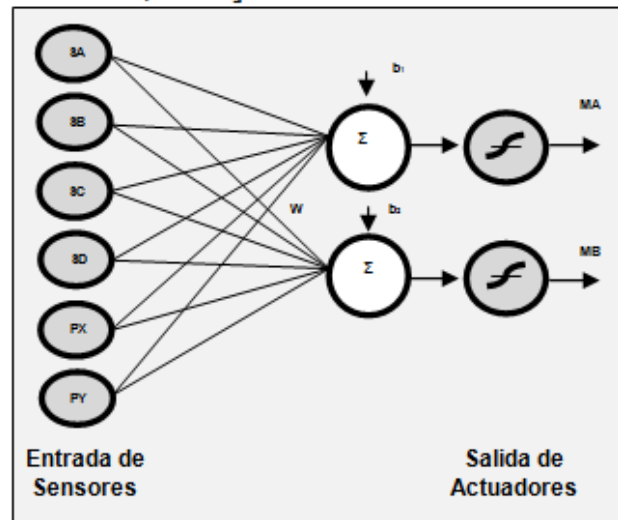 SA
SB
SC
SD
PX
PY
W
b₁
Σ
b₂
Σ
MA
MB
Entrada de
Sensores
Salida de
Actuadores